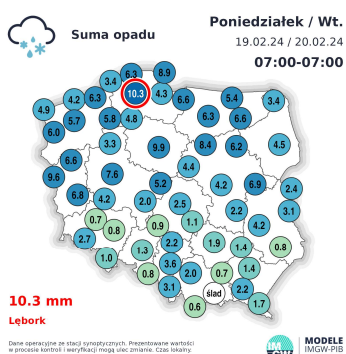 Poniedziałek / Wt.
Suma opadu
19.02.24 / 20.02.24
07:00-07:00
6.3 8.9
3.4
10.3 4.3
4.2 6.3 6.6 5.4 3.4
4.9
5.7 5.8 4.8 6.3 6.6
6.0
3.3 9.9 8.4 6.2 4.5
6.6
4.4
9.6 7.6
5.2 4.2 6.9 2.4
6.8 4.2 2.0 2.5
2.2 3.1
0.7 0.8 0.9 1.1 4.2
2.7
1.3 2.2 1.9 1.4 0.8
1.0
3.6
0.8 2.0 0.7 1.4
3.1 ślad 2.2
0.6 1.7
10.3 mm
Lębork
Dane operacyjne ze stacji synoptycznych. Prezentowane wartości
w procesie kontroli i weryfikacji mogą ulec zmianie. Czas lokalny.
MODELE
IMGW-PIB